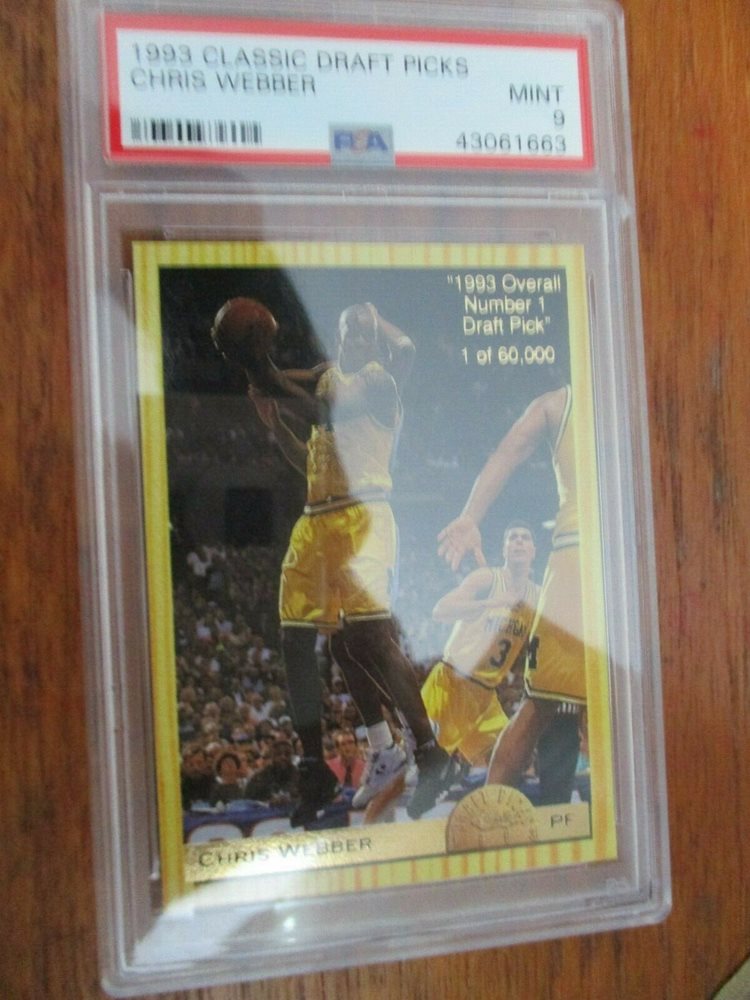 1993 CLASSIC DRAFT PICKS
CHRIS WEBBER
MINT
9
PSA
43061663
"1993 Overall
Number 1
Draft Pick"
1 of 60,000
3
M
CHRIS WEBBER
PF